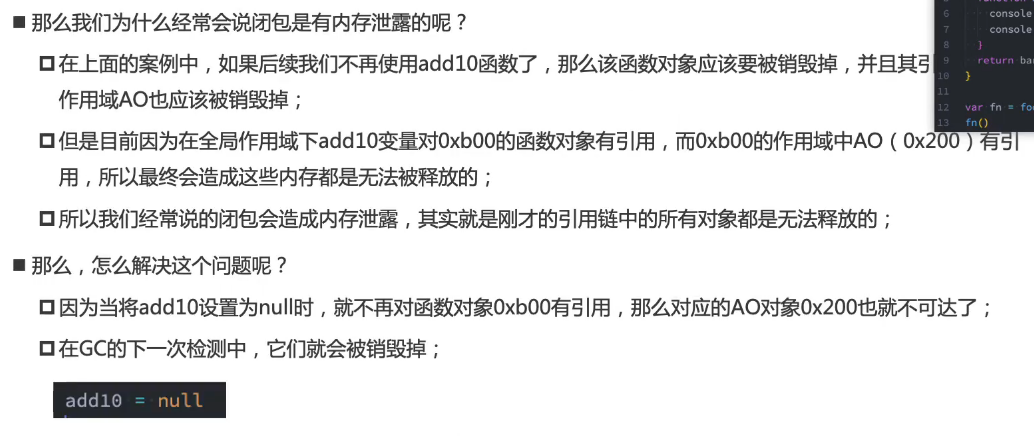 ■ 那么我们为什么经常会说闭包是有内存泄露的呢？
在上面的案例中，如果后续我们不再使用add10函数了，那么该函数对象应该要被销毁掉，并且其引
作用域AO也应该被销毁掉；
但是目前因为在全局作用域下add10变量对0xb00的函数对象有引用，而0xb00的作用域中AO（0x200）有引
用，所以最终会造成这些内存都是无法被释放的；
所以我们经常说的闭包会造成内存泄露，其实就是刚才的引用链中的所有对象都是无法释放的；
■ 那么，怎么解决这个问题呢？
因为当将add10设置为null时，就不再对函数对象0xb00有引用，那么对应的AO对象0x200也就不可达了；
在GC的下一次检测中，它们就会被销毁掉；
add10 = null
6 console
7 console
8 }
9 return bar
10 }
11
12 var fn = foo
13 fn()